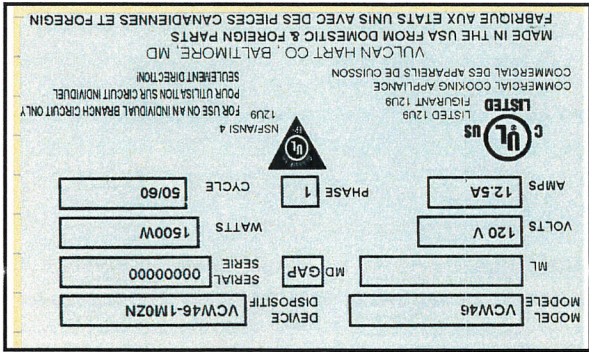 MODEL MODELE VCW46 DEVICE DISPOSITIF VCW46-1M0ZN
ML MD GAP SERIAL SERIE 0000000000
VOLTS 120 V WATTS 1500W
AMPS 12.5A PHASE 1 CYCLE 50/60
C UL ® US LISTED
LISTED 12U9
FIGURANT 12U9
COMMERCIAL COOKING APPLIANCE
COMMERCIAL DES APPAREILS DE CUISSON
UL
NSF/ANSI 4
12U9
FOR USE ON AN INDIVIDUAL BRANCH CIRCUIT ONLY
POUR UTILISATION SUR CIRCUIT INDIVIDUEL
SEULEMENT DIRECTION!
VULCAN HART CO, BALTIMORE, MD
MADE IN THE USA FROM DOMESTIC & FOREIGN PARTS
FABRIQUE AUX ETATS UNIS AVEC DES PIECES CANADIENNES ET FOREGIN